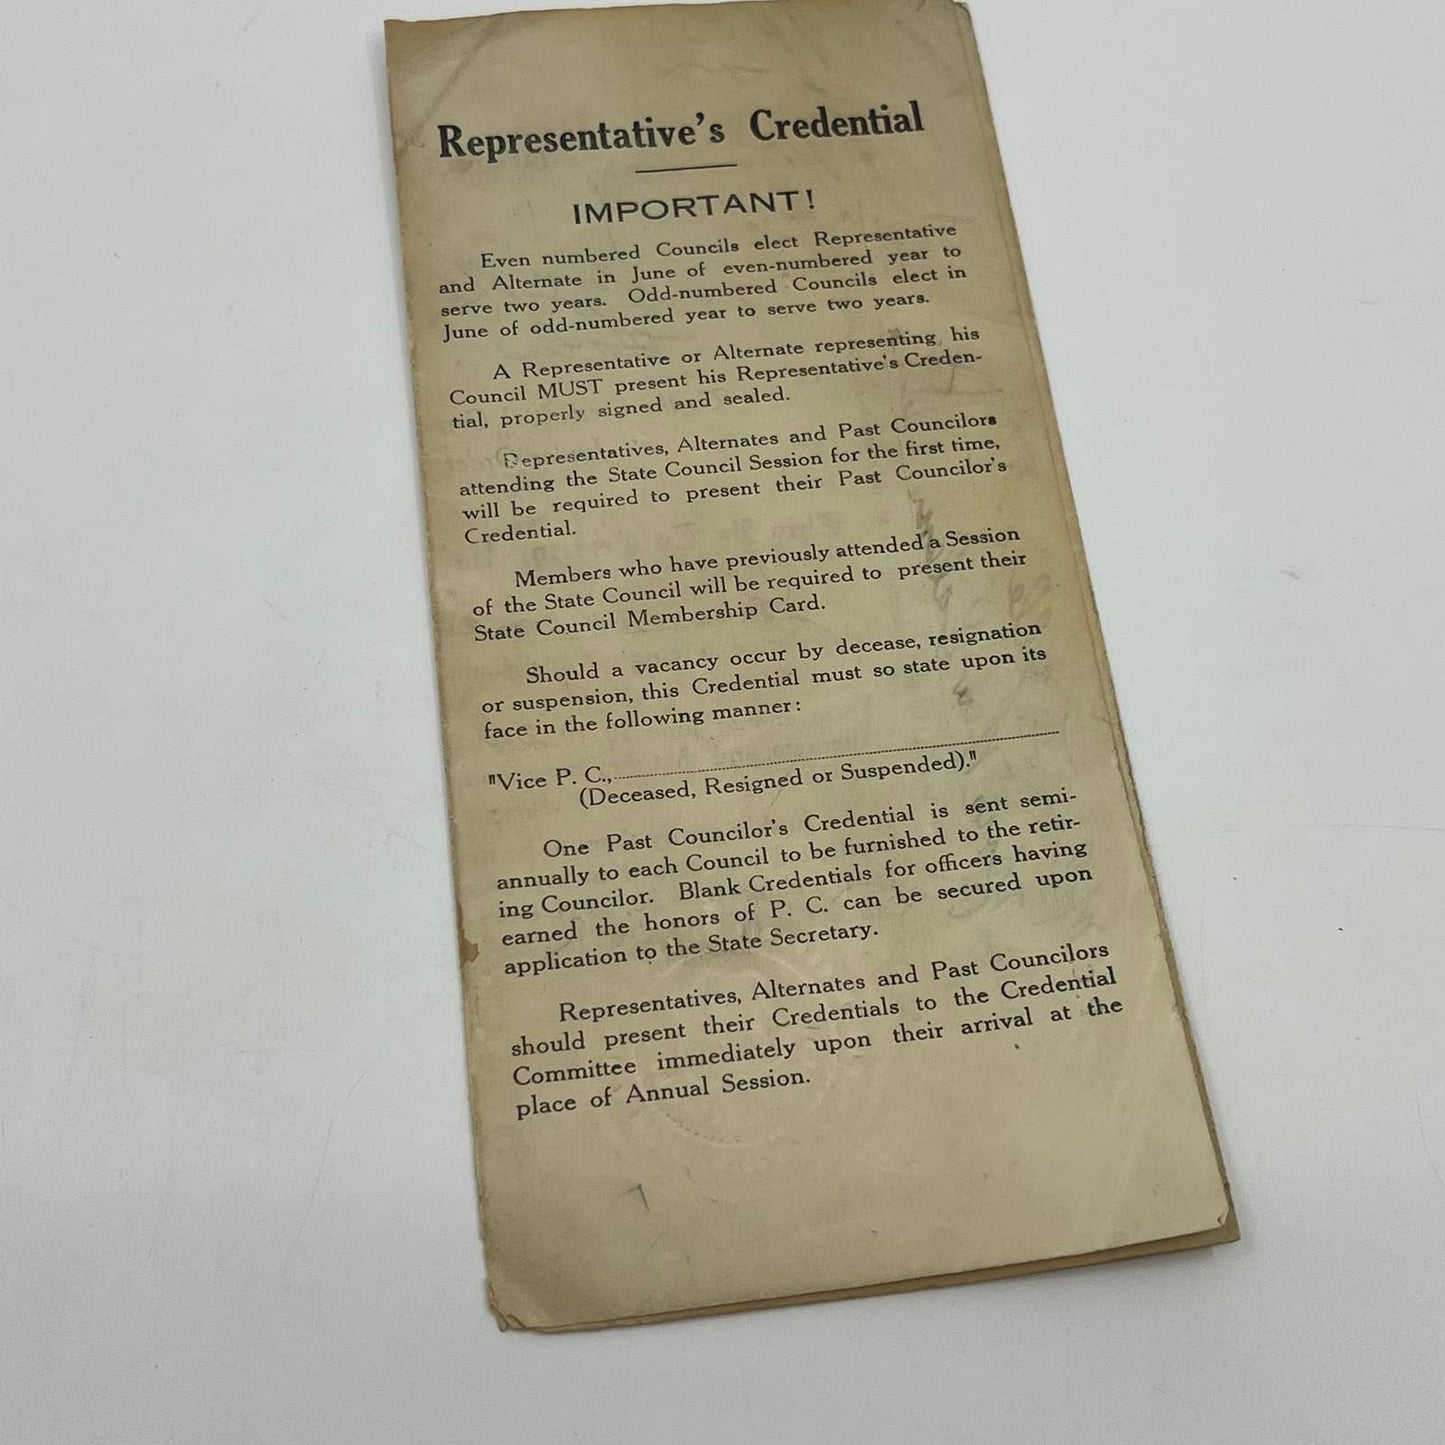 Representative's Credential
IMPORTANT!
Even numbered Councils elect Representative
and Alternate in June of even-numbered year to
serve two years. Odd-numbered Councils elect in
June of odd-numbered year to serve two years.
A Representative or Alternate representing his
Council MUST present his Representative's Creden-
tial, properly signed and sealed.
Representatives, Alternates and Past Councilors
attending the State Council Session for the first time,
will be required to present their Past Councilor's
Credential.
Members who have previously attended a Session
of the State Council will be required to present their
State Council Membership Card.
Should a vacancy occur by decease, resignation
or suspension, this Credential must so state upon its
face in the following manner:
"Vice P. C.,
(Deceased, Resigned or Suspended)."
One Past Councilor's Credential is sent semi-
annually to each Council to be furnished to the retir-
ing Councilor. Blank Credentials for officers having
earned the honors of P. C. can be secured upon
application to the State Secretary.
Representatives, Alternates and Past Councilors
should present their Credentials to the Credential
Committee immediately upon their arrival at the
place of Annual Session.